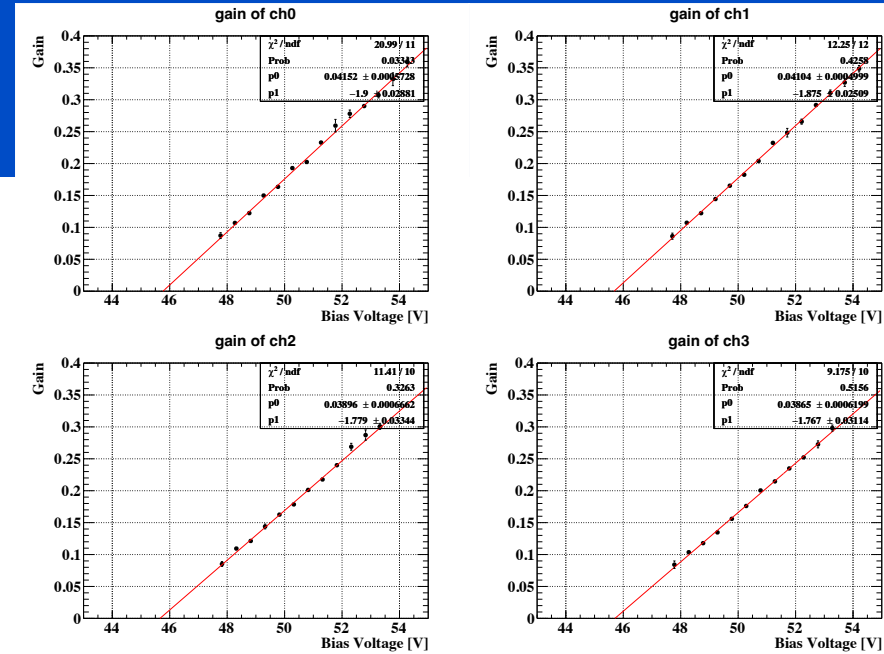 gain of ch0
Gain
0.4
0.35
0.3
0.25
0.2
0.15
0.1
0.05
0
χ² / ndf 20.99 / 11
Prob 0.03343
p0 0.04152 ± 0.0005728
p1 −1.9 ± 0.02881
44 46 48 50 52 54
Bias Voltage [V]
gain of ch1
Gain
0.4
0.35
0.3
0.25
0.2
0.15
0.1
0.05
0
χ² / ndf 12.25 / 12
Prob 0.4258
p0 0.04104 ± 0.0004999
p1 −1.875 ± 0.02509
44 46 48 50 52 54
Bias Voltage [V]
gain of ch2
Gain
0.4
0.35
0.3
0.25
0.2
0.15
0.1
0.05
0
χ² / ndf 11.41 / 10
Prob 0.3263
p0 0.03896 ± 0.0006662
p1 −1.779 ± 0.03344
44 46 48 50 52 54
Bias Voltage [V]
gain of ch3
Gain
0.4
0.35
0.3
0.25
0.2
0.15
0.1
0.05
0
χ² / ndf 9.175 / 10
Prob 0.5156
p0 0.03865 ± 0.0006199
p1 −1.767 ± 0.03114
44 46 48 50 52 54
Bias Voltage [V]